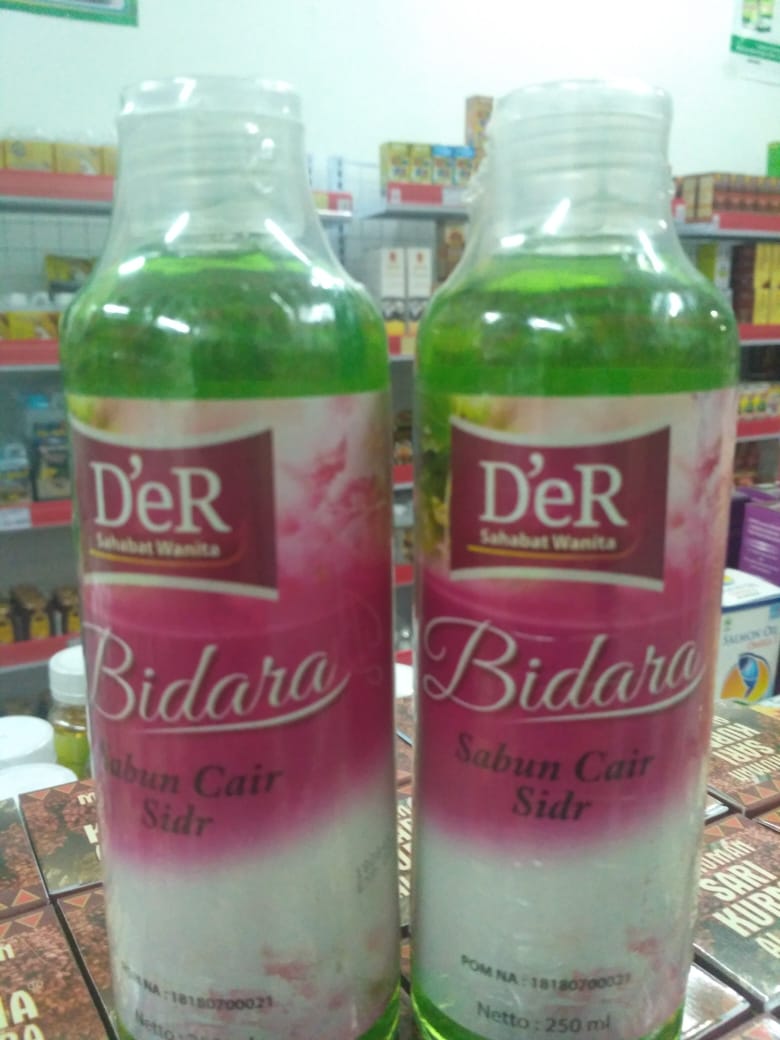 D'eR
Sahabat Wanita
Bidara
Sabun Cair
Sidr
POM NA : 18180700021
D'eR
Sahabat Wanita
Bidara
Sabun Cair
Sidr
POM NA : 18180700021
Netto : 250 ml
SALMON OIL
SARI
KURMA